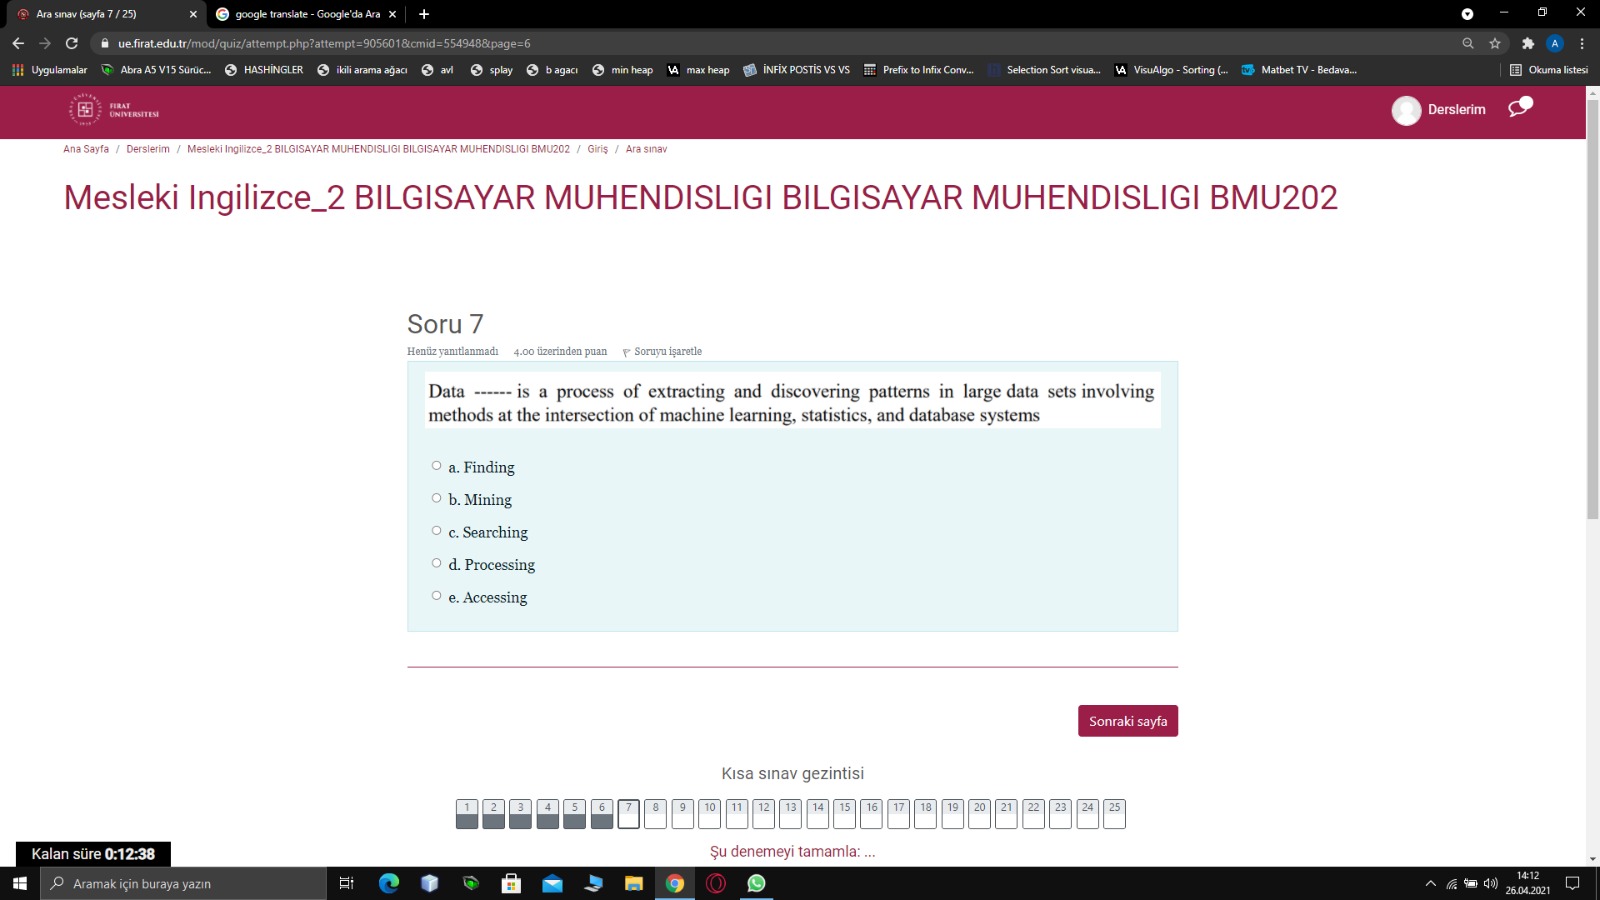 Ara sınav (sayfa 7 / 25)
google translate - Google'da Ara
ue.firat.edu.tr/mod/quiz/attempt.php?attempt=905601&cmid=554948&page=6
A
Uygulamalar
Abra A5 V15 Sürüc...
HASHİNGLER
ikili arama ağacı
avl
splay
b agacı
min heap
max heap
İNFİX POSTİS VS VS
Prefix to Infix Conv...
Selection Sort visua...
VisuAlgo - Sorting (...
Matbet TV - Bedava...
Okuma listesi
FIRAT
ÜNİVERSİTESİ
Derslerim
Ana Sayfa / Derslerim / Mesleki Ingilizce_2 BILGISAYAR MUHENDISLIGI BILGISAYAR MUHENDISLIGI BMU202 / Giriş / Ara sınav
Mesleki Ingilizce_2 BILGISAYAR MUHENDISLIGI BILGISAYAR MUHENDISLIGI BMU202
Soru 7
Henüz yanıtlanmadı 4.00 üzerinden puan Soruyu işaretle
Data ------ is a process of extracting and discovering patterns in large data sets involving
methods at the intersection of machine learning, statistics, and database systems
a. Finding
b. Mining
c. Searching
d. Processing
e. Accessing
Sonraki sayfa
Kısa sınav gezintisi
1 2 3 4 5 6 7 8 9 10 11 12 13 14 15 16 17 18 19 20 21 22 23 24 25
Şu denemeyi tamamla: ...
Kalan süre 0:12:38
Aramak için buraya yazın
14:12
26.04.2021